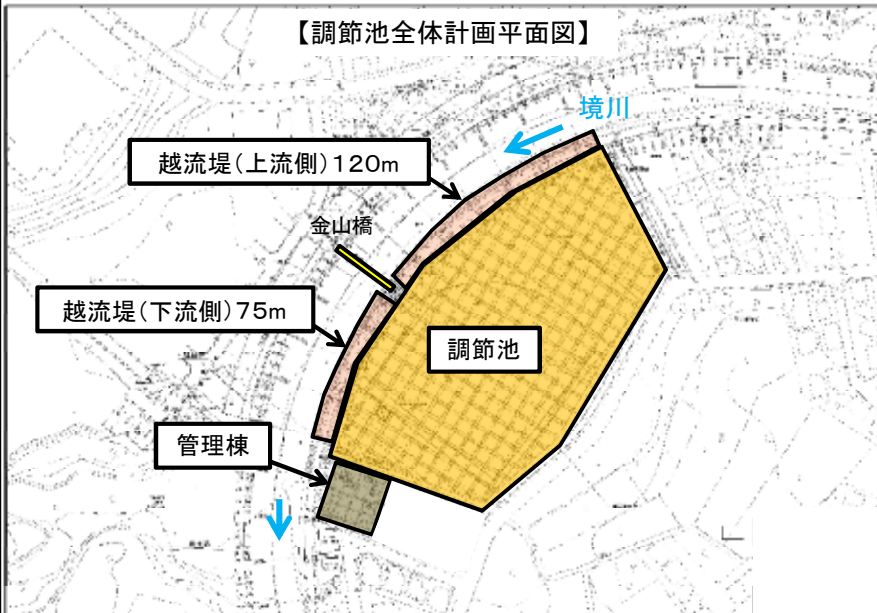 【調節池全体計画平面図】
境川
越流堤(上流側)120m
金山橋
越流堤(下流側)75m
調節池
管理棟